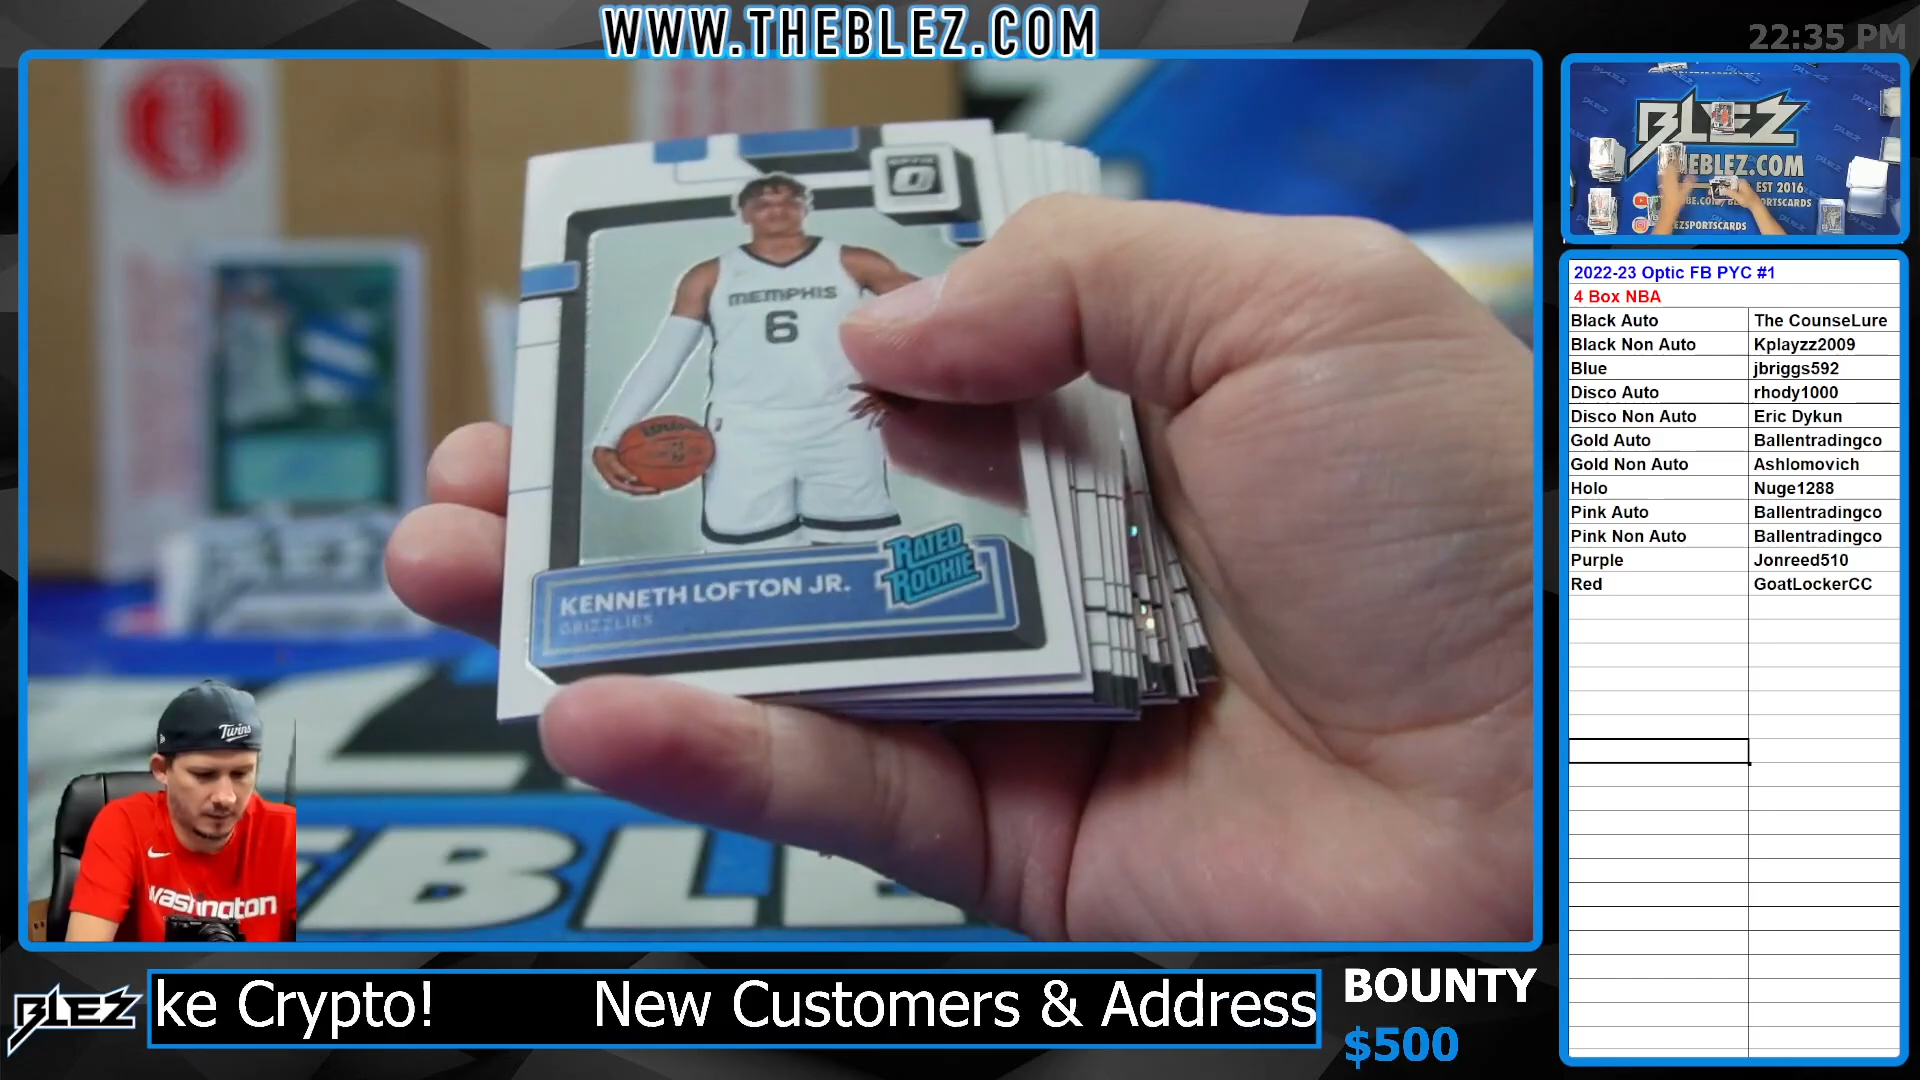 WWW.THEBLEZ.COM
22:35 PM
OPTIC
MEMPHIS
6
Wilson
RATED
ROOKIE
KENNETH LOFTON JR.
GRIZZLIES
BLEZ
THEBLEZ.COM
EST 2016
EZSPORTSCARDS
2022-23 Optic FB PYC #1
4 Box NBA
Black Auto The CounseLure
Black Non Auto Kplayzz2009
Blue jbriggs592
Disco Auto rhody1000
Disco Non Auto Eric Dykun
Gold Auto Ballentradingco
Gold Non Auto Ashlomovich
Holo Nuge1288
Pink Auto Ballentradingco
Pink Non Auto Ballentradingco
Purple Jonreed510
Red GoatLockerCC
Twins
Washington
EBLE
BLEZ
ke Crypto! New Customers & Address
BOUNTY
$500